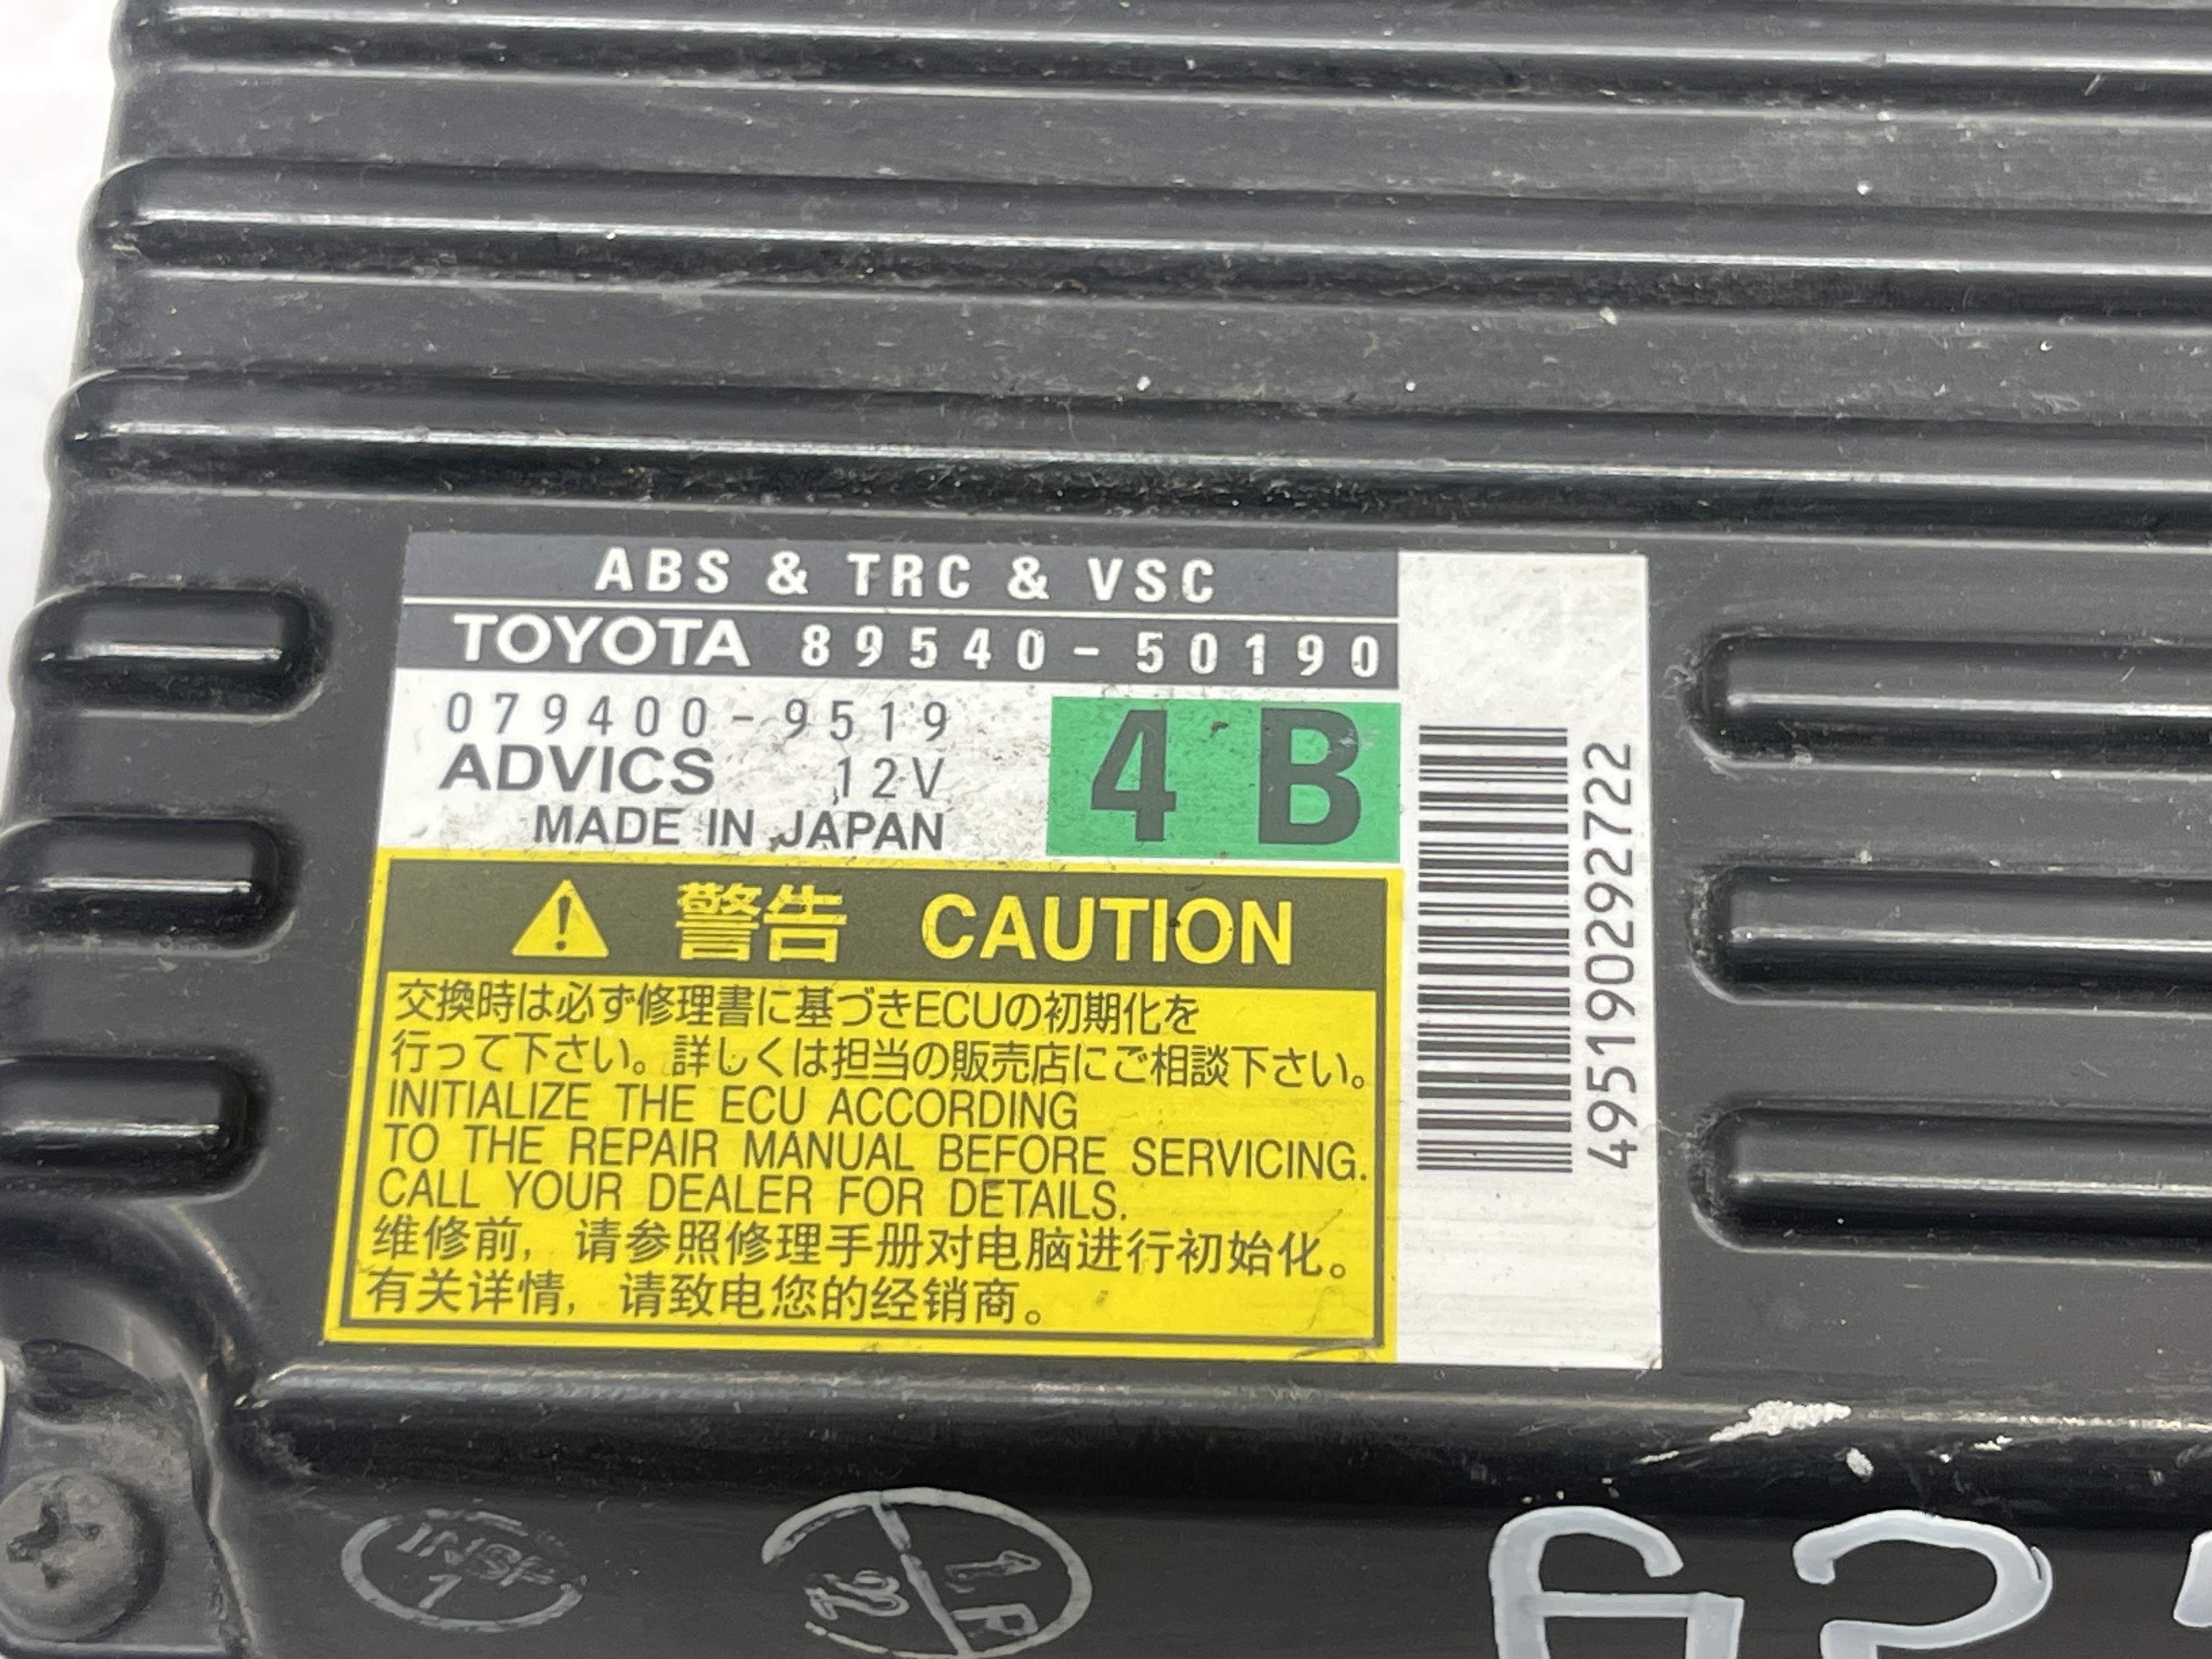 ABS & TRC & VSC
TOYOTA 89540-50190
079400-9519
ADVICS 12V
MADE IN JAPAN
4 B
495190292722
警告 CAUTION
交換時は必ず修理書に基づきECUの初期化を
行って下さい。詳しくは担当の販売店にご相談下さい。
INITIALIZE THE ECU ACCORDING
TO THE REPAIR MANUAL BEFORE SERVICING.
CALL YOUR DEALER FOR DETAILS.
维修前，请参照修理手册对电脑进行初始化。
有关详情，请致电您的经销商。